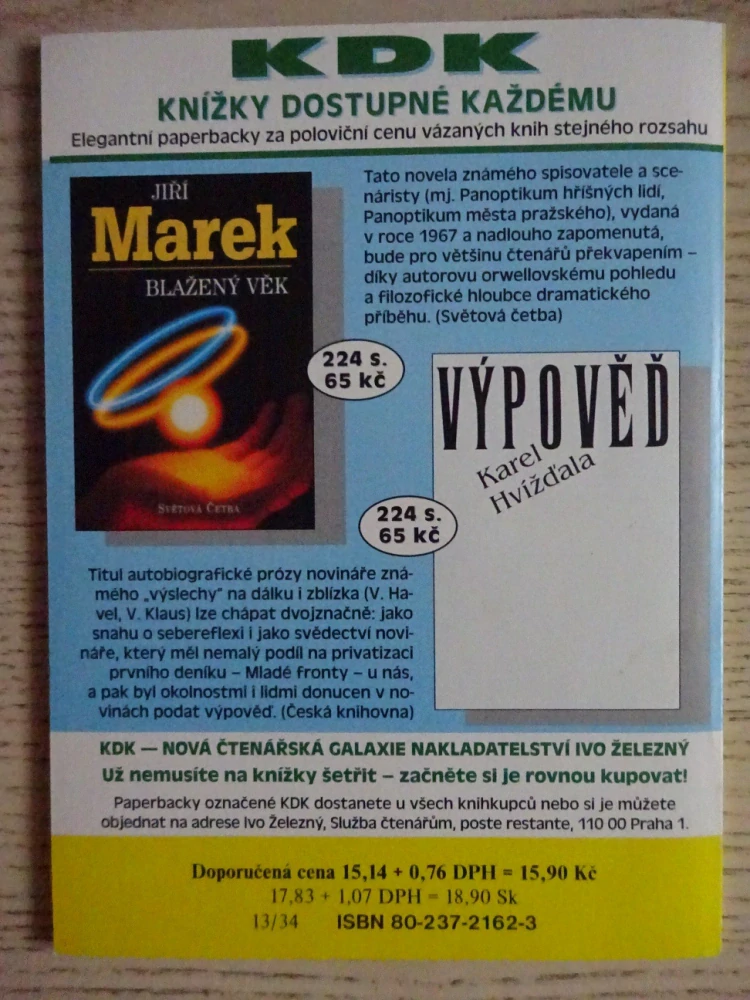 KDK
KNÍŽKY DOSTUPNÉ KAŽDÉMU
Elegantní paperbacky za poloviční cenu vázaných knih stejného rozsahu
JIŘÍ
Marek
BLAŽENÝ VĚK
SVĚTOVÁ ČETBA
Tato novela známého spisovatele a sce-
náristy (mj. Panoptikum hříšných lidí,
Panoptikum města pražského), vydaná
v roce 1967 a nadlouho zapomenutá,
bude pro většinu čtenářů překvapením –
díky autorovu orwellovskému pohledu
a filozofické hloubce dramatického
příběhu. (Světová četba)
224 s.
65 kč
VÝPOVĚĎ
Karel
Hvížďala
224 s.
65 kč
Titul autobiografické prózy novináře zná-
mého „výslechy" na dálku i zblízka (V. Ha-
vel, V. Klaus) lze chápat dvojznačně: jako
snahu o sebereflexi i jako svědectví novi-
náře, který měl nemalý podíl na privatizaci
prvního deníku – Mladé fronty – u nás,
a pak byl okolnostmi i lidmi donucen v no-
vinách podat výpověď. (Česká knihovna)
KDK — NOVÁ ČTENÁŘSKÁ GALAXIE NAKLADATELSTVÍ IVO ŽELEZNÝ
Už nemusíte na knížky šetřit – začněte si je rovnou kupovat!
Paperbacky označené KDK dostanete u všech knihkupců nebo si je můžete
objednat na adrese Ivo Železný, Služba čtenářům, poste restante, 110 00 Praha 1.
Doporučená cena 15,14 + 0,76 DPH = 15,90 Kč
17,83 + 1,07 DPH = 18,90 Sk
13/34 ISBN 80-237-2162-3